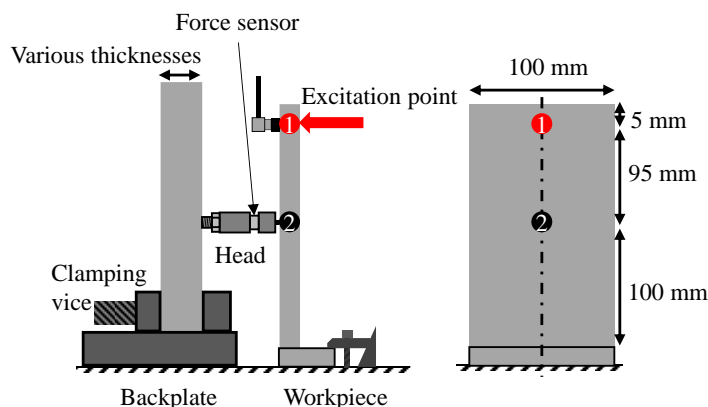 Force sensor
Various thicknesses
Excitation point
1
2
Head
Clamping
vice
Backplate
Workpiece
100 mm
1
5 mm
95 mm
2
100 mm